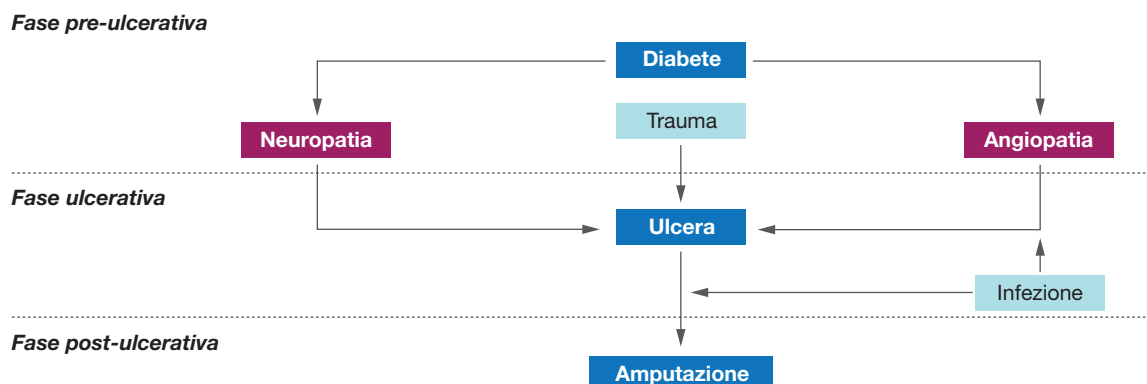 Fase pre-ulcerativa
Diabete
Trauma
Neuropatia
Angiopatia
Fase ulcerativa
Ulcera
Infezione
Fase post-ulcerativa
Amputazione